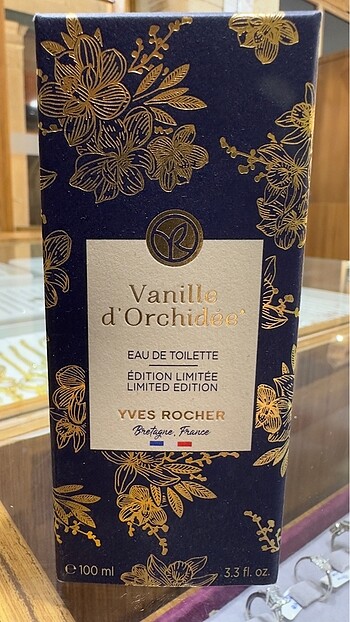 Vanille
d'Orchidée*
EAU DE TOILETTE
ÉDITION LIMITÉE
LIMITED EDITION
YVES ROCHER
Bretagne, France
℮ 100 ml 3.3 fl. oz.